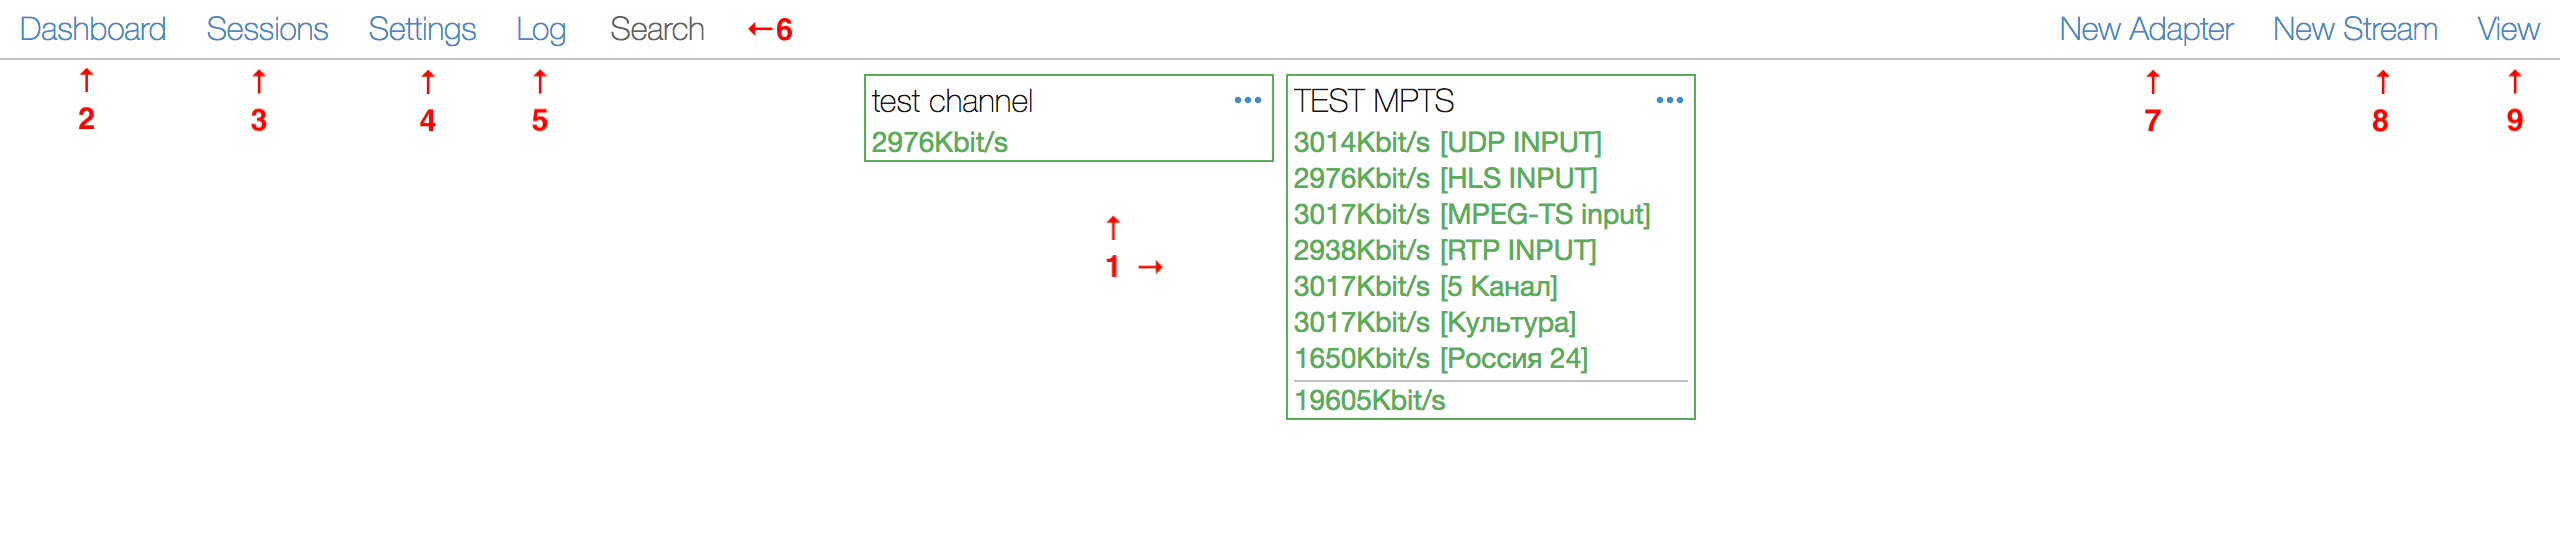 Dashboard Sessions Settings Log Search ←6 New Adapter New Stream View
↑ ↑ ↑ ↑ ↑ ↑ ↑
2 3 4 5 7 8 9
test channel •••
2976Kbit/s
TEST MPTS •••
3014Kbit/s [UDP INPUT]
2976Kbit/s [HLS INPUT]
3017Kbit/s [MPEG-TS input]
2938Kbit/s [RTP INPUT]
3017Kbit/s [5 Канал]
3017Kbit/s [Культура]
1650Kbit/s [Россия 24]
19605Kbit/s
↑
1 →